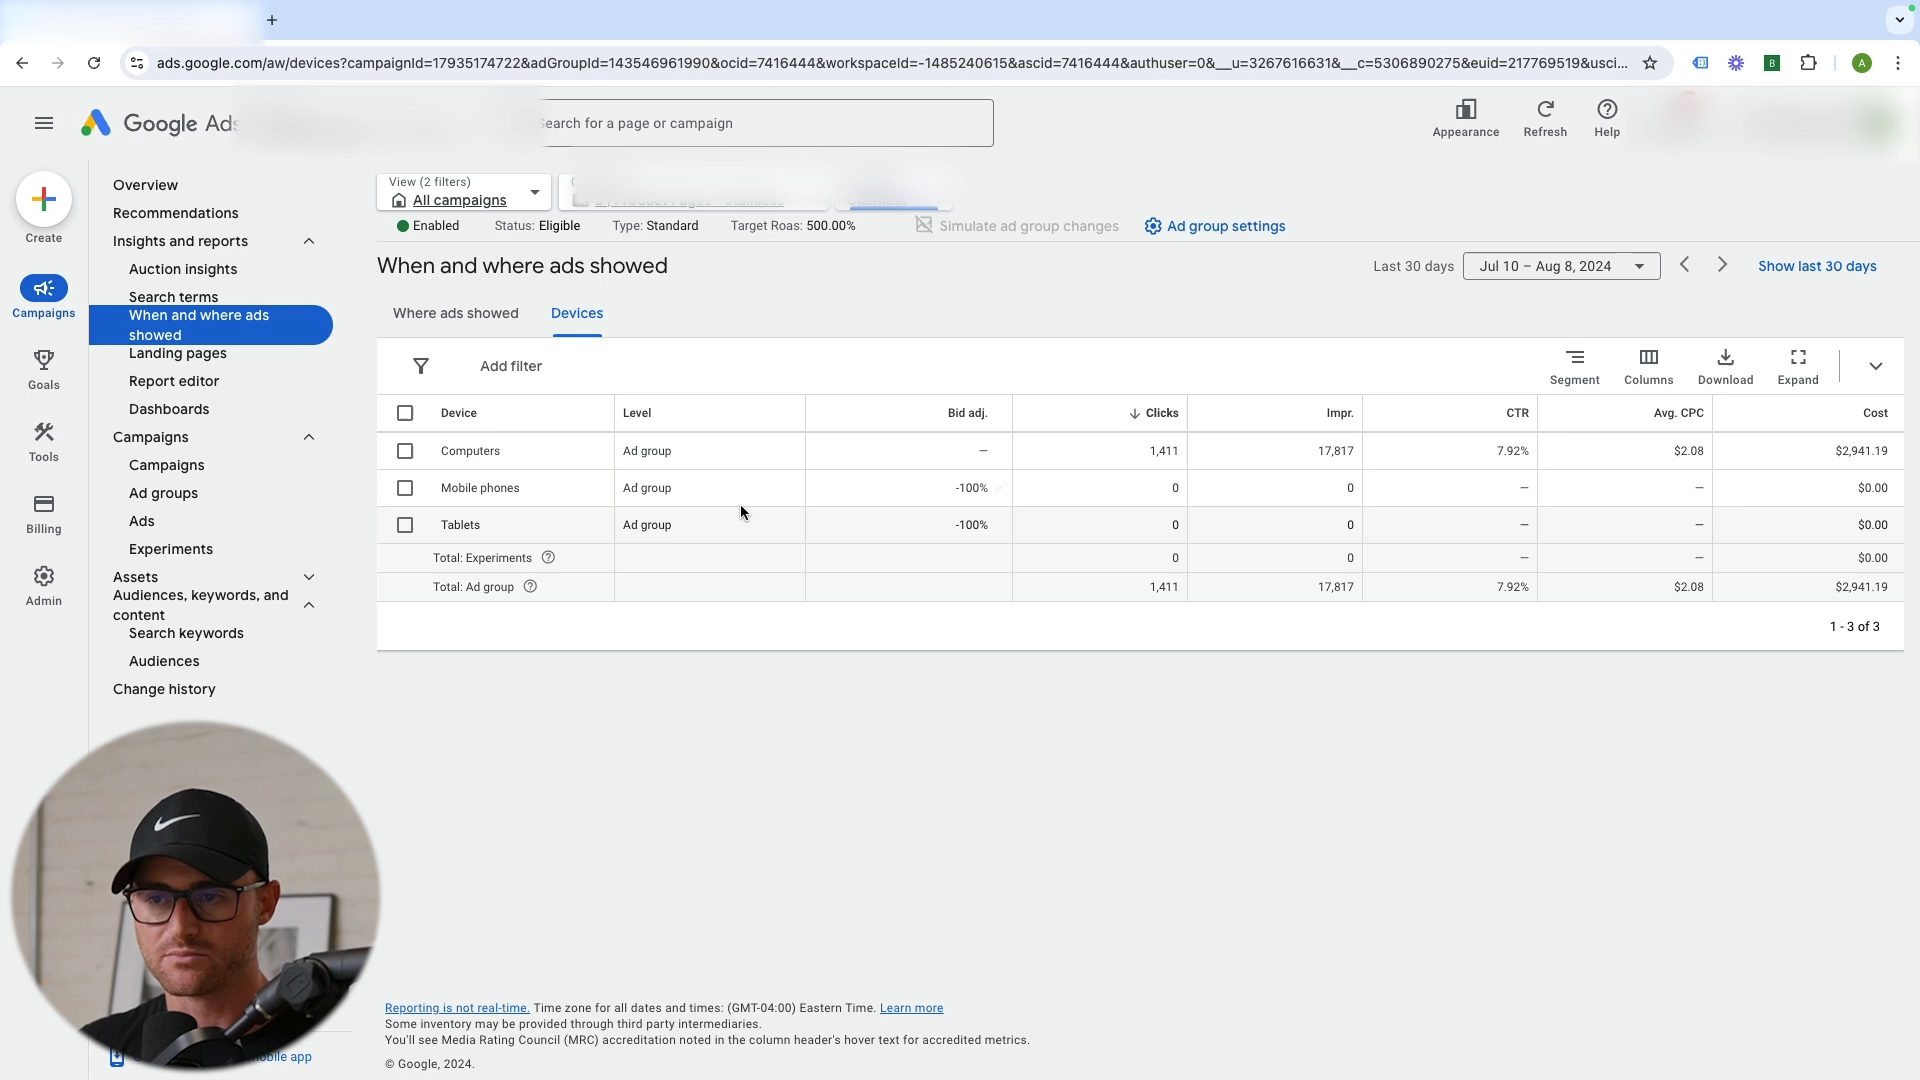 ads.google.com/aw/devices?campaignId=17935174722&adGroupId=143546961990&ocid=7416444&workspaceId=-1485240615&ascid=7416444&authuser=0&__u=3267616631&__c=5306890275&euid=217769519&usci...
B
A
Google Ads
Search for a page or campaign
Appearance
Refresh
Help
Create
Campaigns
Goals
Tools
Billing
Admin
Overview
Recommendations
Insights and reports
Auction insights
Search terms
When and where ads
showed
Landing pages
Report editor
Dashboards
Campaigns
Campaigns
Ad groups
Ads
Experiments
Assets
Audiences, keywords, and
content
Search keywords
Audiences
Change history
mobile app
View (2 filters)
All campaigns
Enabled Status: Eligible Type: Standard Target Roas: 500.00% Simulate ad group changes Ad group settings
When and where ads showed
Last 30 days Jul 10 – Aug 8, 2024 Show last 30 days
Where ads showed Devices
Add filter
Segment Columns Download Expand
Device Level Bid adj. Clicks Impr. CTR Avg. CPC Cost
Computers Ad group — 1,411 17,817 7.92% $2.08 $2,941.19
Mobile phones Ad group -100% 0 0 — — $0.00
Tablets Ad group -100% 0 0 — — $0.00
Total: Experiments 0 0 — — $0.00
Total: Ad group 1,411 17,817 7.92% $2.08 $2,941.19
1 - 3 of 3
Reporting is not real-time. Time zone for all dates and times: (GMT-04:00) Eastern Time. Learn more
Some inventory may be provided through third party intermediaries.
You'll see Media Rating Council (MRC) accreditation noted in the column header's hover text for accredited metrics.
© Google, 2024.